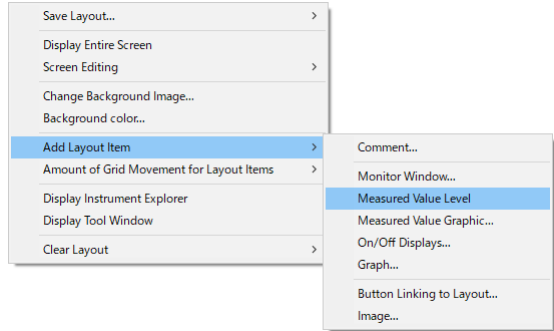 Save Layout...
Display Entire Screen
Screen Editing
Change Background Image...
Background color...
Add Layout Item
Amount of Grid Movement for Layout Items
Display Instrument Explorer
Display Tool Window
Clear Layout
Comment...
Monitor Window...
Measured Value Level
Measured Value Graphic...
On/Off Displays...
Graph...
Button Linking to Layout...
Image...